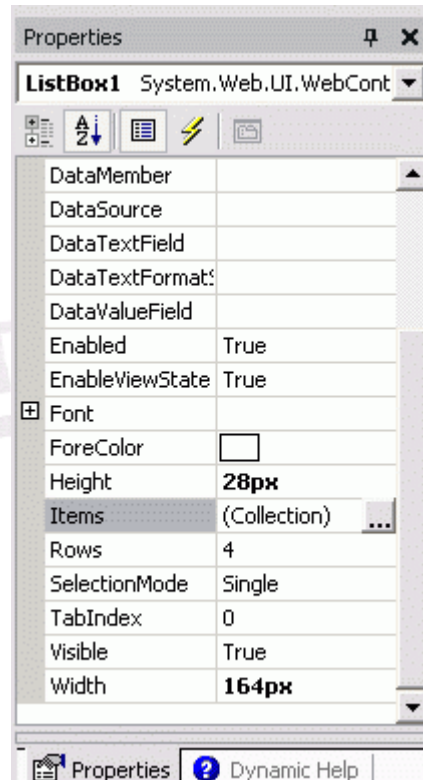 Properties
ListBox1 System.Web.UI.WebCont
DataMember
DataSource
DataTextField
DataTextFormatS
DataValueField
Enabled True
EnableViewState True
Font
ForeColor
Height 28px
Items (Collection) ...
Rows 4
SelectionMode Single
TabIndex 0
Visible True
Width 164px
Properties Dynamic Help